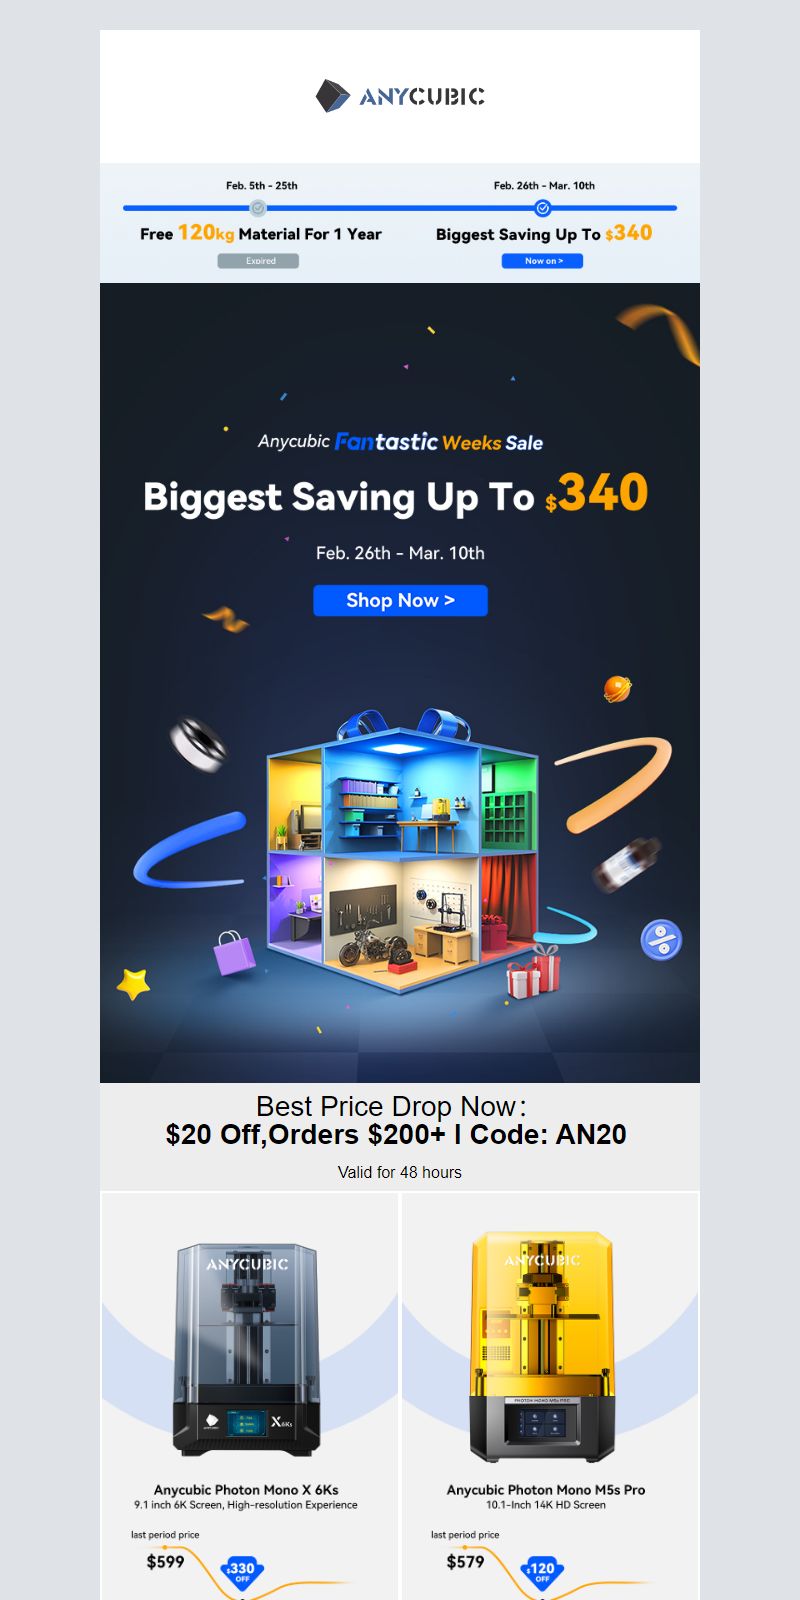 ANYCUBIC
Feb. 5th - 25th
Free 120kg Material For 1 Year
Expired
Feb. 26th - Mar. 10th
Biggest Saving Up To $340
Now on >
Anycubic Fantastic Weeks Sale
Biggest Saving Up To $340
Feb. 26th - Mar. 10th
Shop Now >
Best Price Drop Now:
$20 Off,Orders $200+ l Code: AN20
Valid for 48 hours
ANYCUBIC
X 6Ks
Anycubic Photon Mono X 6Ks
9.1 inch 6K Screen, High-resolution Experience
last period price
$599
$330
OFF
ANYCUBIC
PHOTON MONO M5s PRO
Anycubic Photon Mono M5s Pro
10.1-Inch 14K HD Screen
last period price
$579
$120
OFF